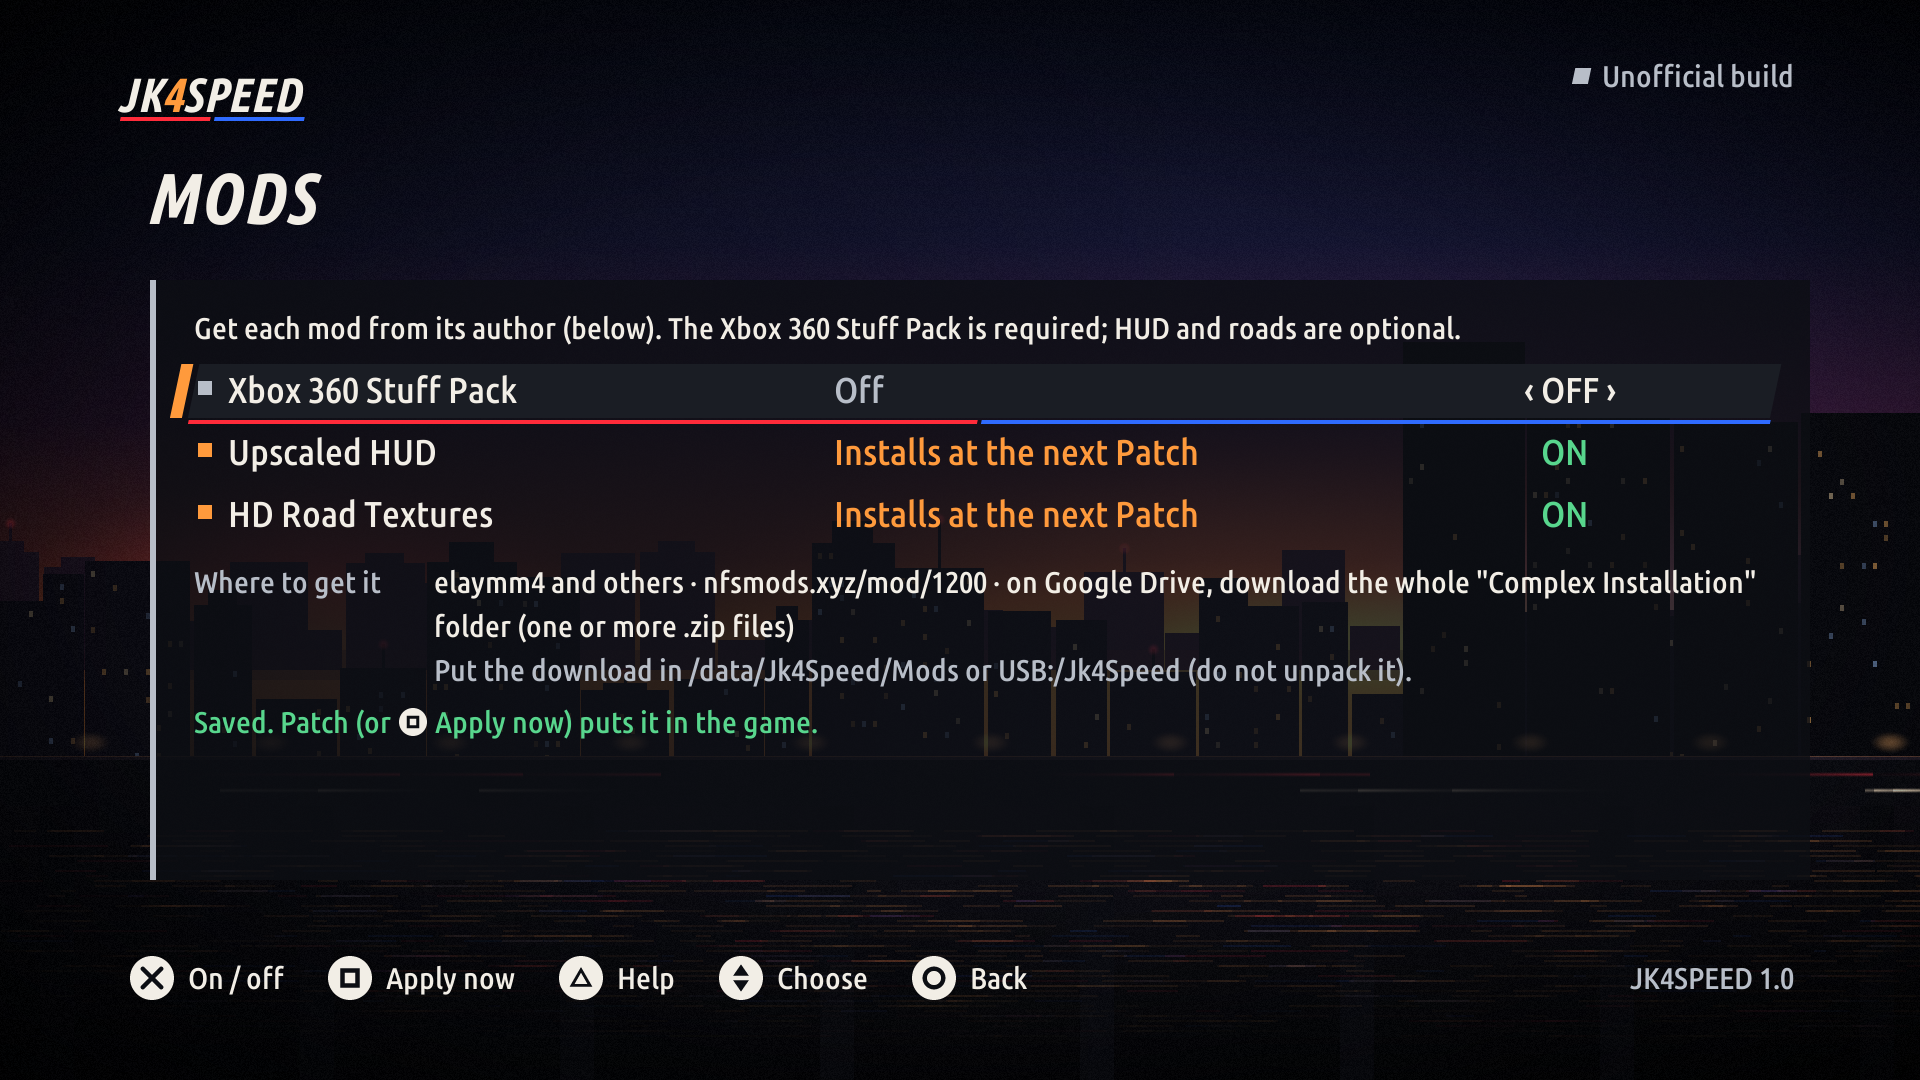 JK4SPEED
Unofficial build
MODS
Get each mod from its author (below). The Xbox 360 Stuff Pack is required; HUD and roads are optional.
Xbox 360 Stuff Pack Off ‹ OFF ›
Upscaled HUD Installs at the next Patch ON
HD Road Textures Installs at the next Patch ON
Where to get it elaymm4 and others · nfsmods.xyz/mod/1200 · on Google Drive, download the whole "Complex Installation"
folder (one or more .zip files)
Put the download in /data/Jk4Speed/Mods or USB:/Jk4Speed (do not unpack it).
Saved. Patch (or Apply now) puts it in the game.
On / off Apply now Help Choose Back JK4SPEED 1.0